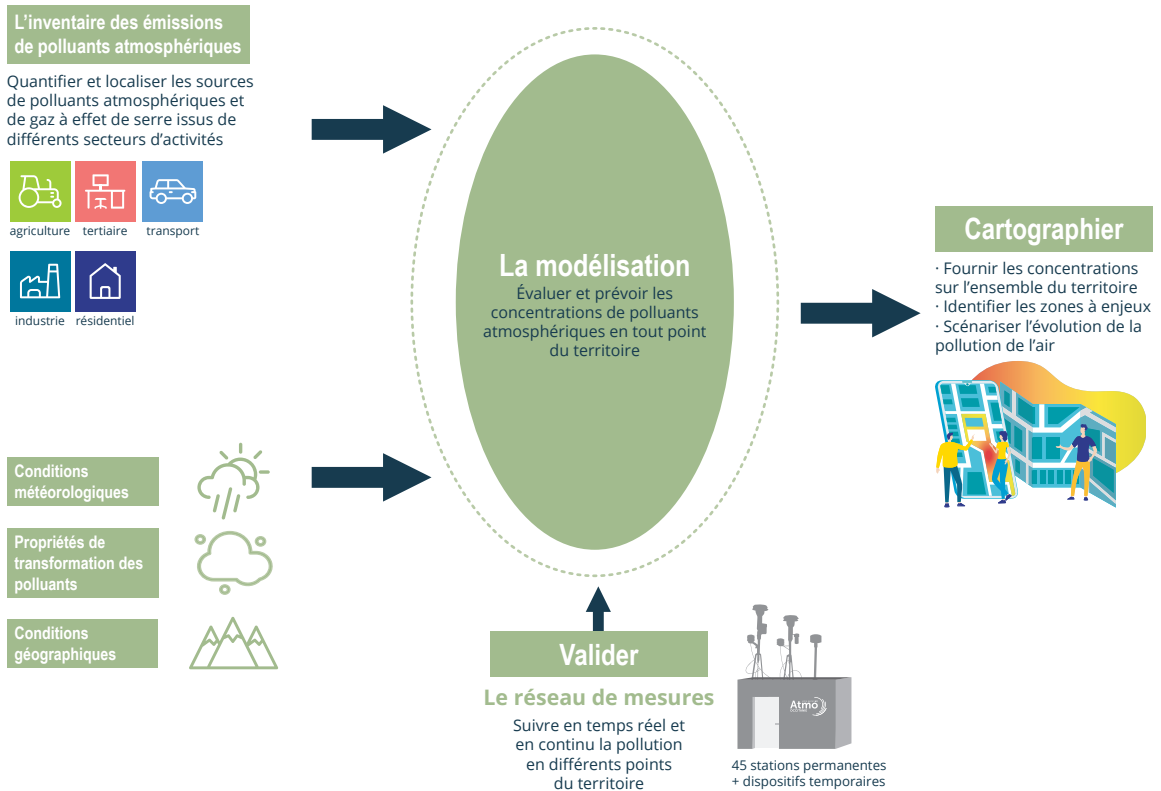 L'inventaire des émissions
de polluants atmosphériques
Quantifier et localiser les sources
de polluants atmosphériques et
de gaz à effet de serre issus de
différents secteurs d'activités
agriculture
tertiaire
transport
industrie
résidentiel
Conditions
météorologiques
Propriétés de
transformation des
polluants
Conditions
géographiques
La modélisation
Évaluer et prévoir les
concentrations de polluants
atmosphériques en tout point
du territoire
Valider
Le réseau de mesures
Suivre en temps réel et
en continu la pollution
en différents points
du territoire
Atmo
45 stations permanentes
+ dispositifs temporaires
Cartographier
· Fournir les concentrations
sur l'ensemble du territoire
· Identifier les zones à enjeux
· Scénariser l'évolution de la
pollution de l'air